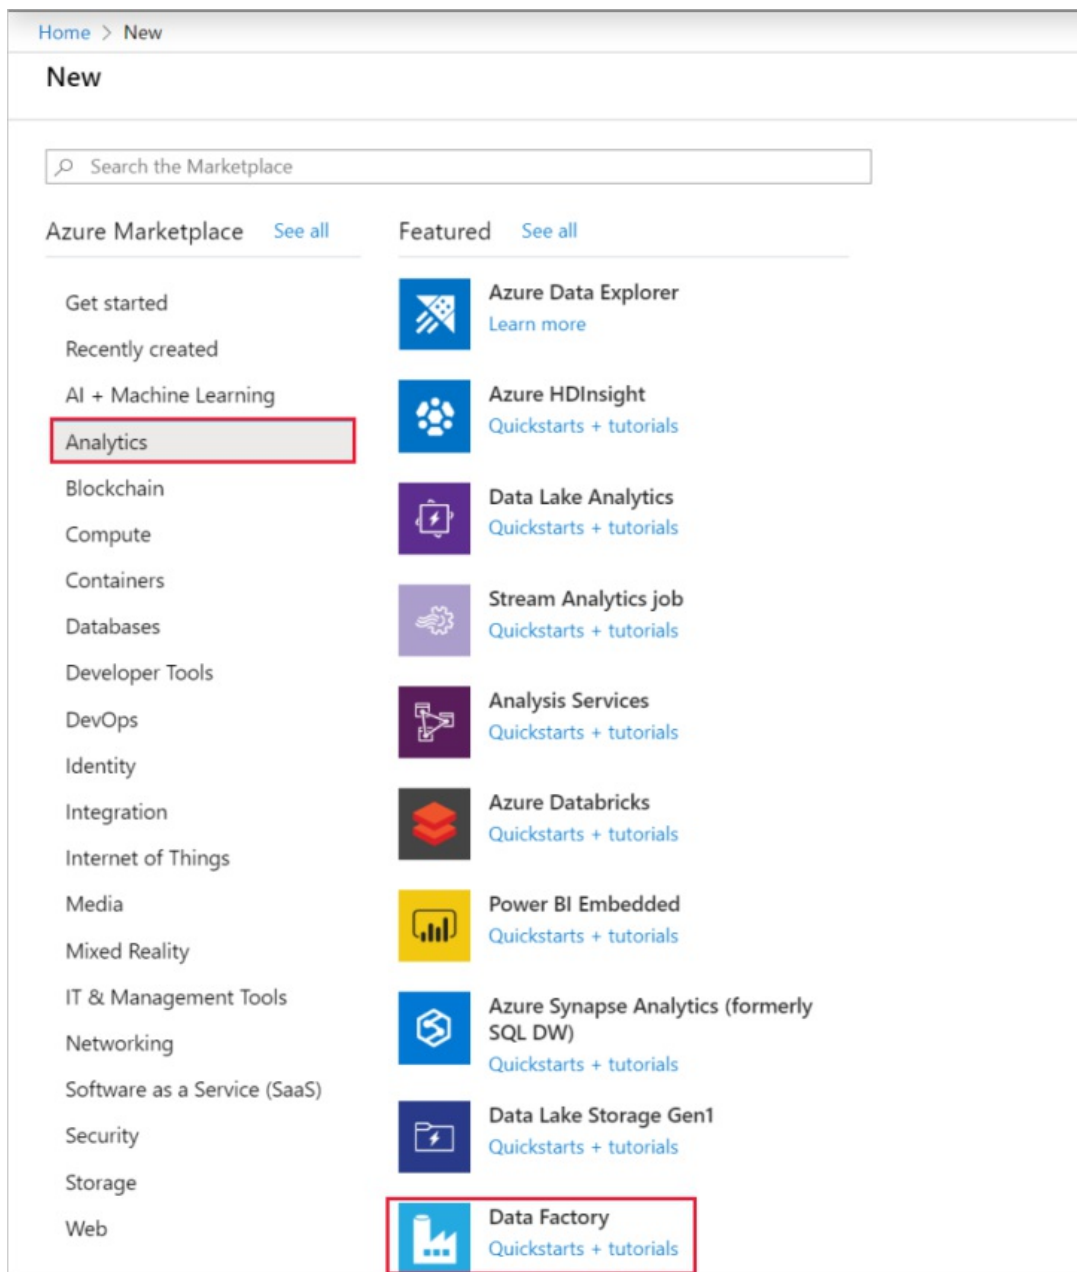 Home > New
New
Search the Marketplace
Azure Marketplace See all
Get started
Recently created
AI + Machine Learning
Analytics
Blockchain
Compute
Containers
Databases
Developer Tools
DevOps
Identity
Integration
Internet of Things
Media
Mixed Reality
IT & Management Tools
Networking
Software as a Service (SaaS)
Security
Storage
Web
Featured See all
Azure Data Explorer
Learn more
Azure HDInsight
Quickstarts + tutorials
Data Lake Analytics
Quickstarts + tutorials
Stream Analytics job
Quickstarts + tutorials
Analysis Services
Quickstarts + tutorials
Azure Databricks
Quickstarts + tutorials
Power BI Embedded
Quickstarts + tutorials
Azure Synapse Analytics (formerly
SQL DW)
Quickstarts + tutorials
Data Lake Storage Gen1
Quickstarts + tutorials
Data Factory
Quickstarts + tutorials